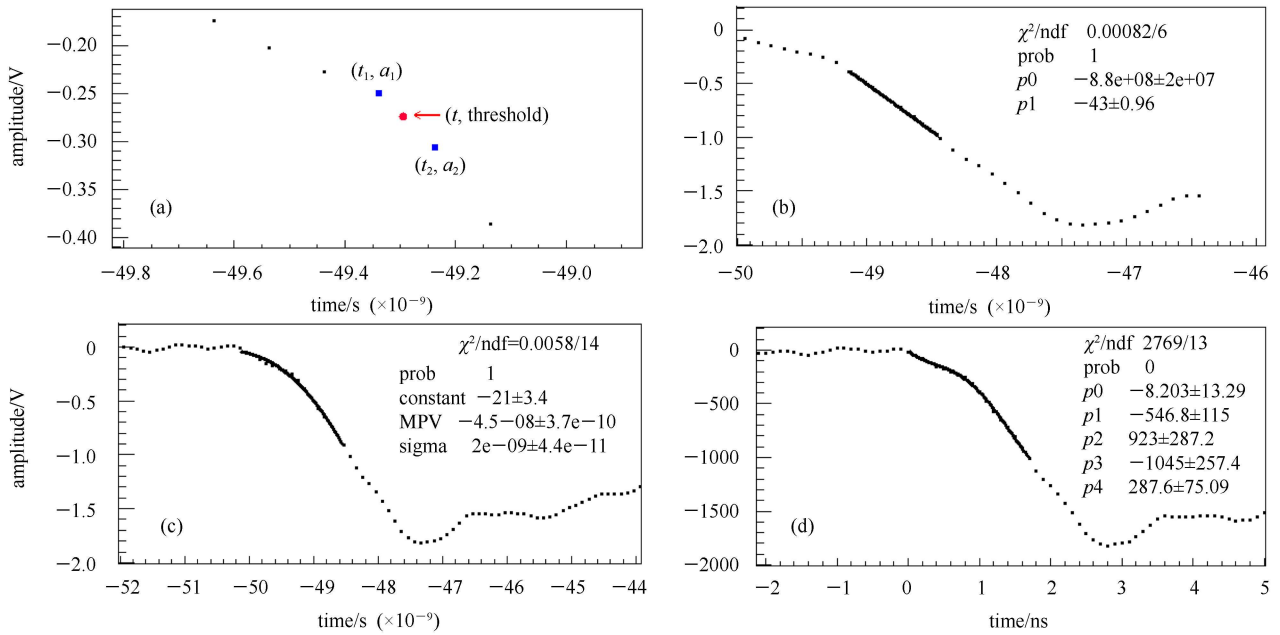 amplitude/V
−0.20
−0.25
−0.30
−0.35
−0.40
(t₁, a₁)
(t, threshold)
(t₂, a₂)
(a)
−49.8 −49.6 −49.4 −49.2 −49.0
time/s (×10⁻⁹)
0
−0.5
−1.0
−1.5
−2.0
χ²/ndf 0.00082/6
prob 1
p0 −8.8e+08±2e+07
p1 −43±0.96
(b)
−50 −49 −48 −47 −46
time/s (×10⁻⁹)
amplitude/V
0
−0.5
−1.0
−1.5
−2.0
χ²/ndf=0.0058/14
prob 1
constant −21±3.4
MPV −4.5−08±3.7e−10
sigma 2e−09±4.4e−11
(c)
−52 −51 −50 −49 −48 −47 −46 −45 −44
time/s (×10⁻⁹)
0
−500
−1000
−1500
−2000
χ²/ndf 2769/13
prob 0
p0 −8.203±13.29
p1 −546.8±115
p2 923±287.2
p3 −1045±257.4
p4 287.6±75.09
(d)
−2 −1 0 1 2 3 4 5
time/ns